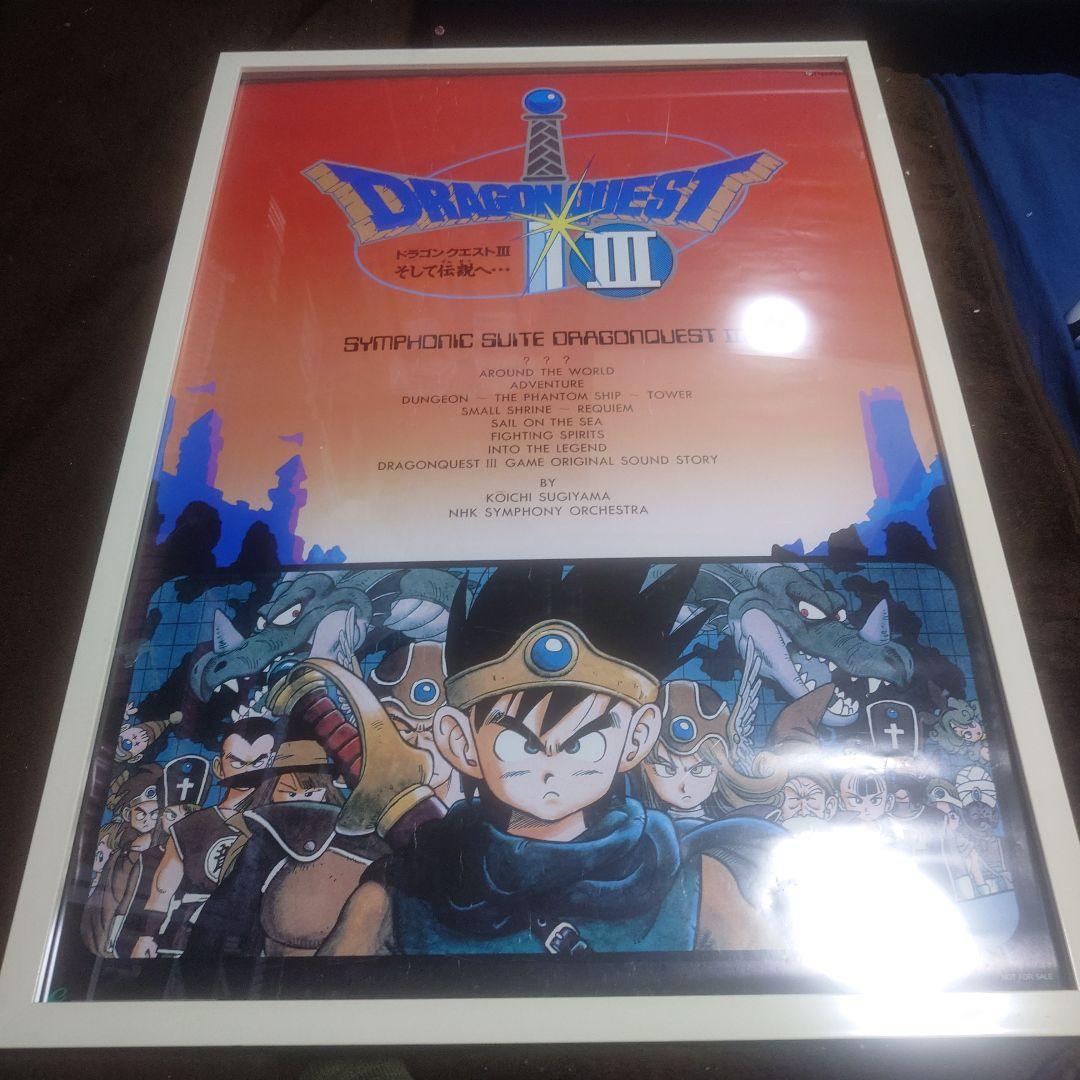 DRAGON QUEST
III
ドラゴンクエストIII
そして伝説へ…
SYMPHONIC SUITE DRAGONQUEST
? ? ?
AROUND THE WORLD
ADVENTURE
DUNGEON ~ THE PHANTOM SHIP ~ TOWER
SMALL SHRINE ~ REQUIEM
SAIL ON THE SEA
FIGHTING SPIRITS
INTO THE LEGEND
DRAGONQUEST III GAME ORIGINAL SOUND STORY
BY
KOICHI SUGIYAMA
NHK SYMPHONY ORCHESTRA
NOT FOR SALE